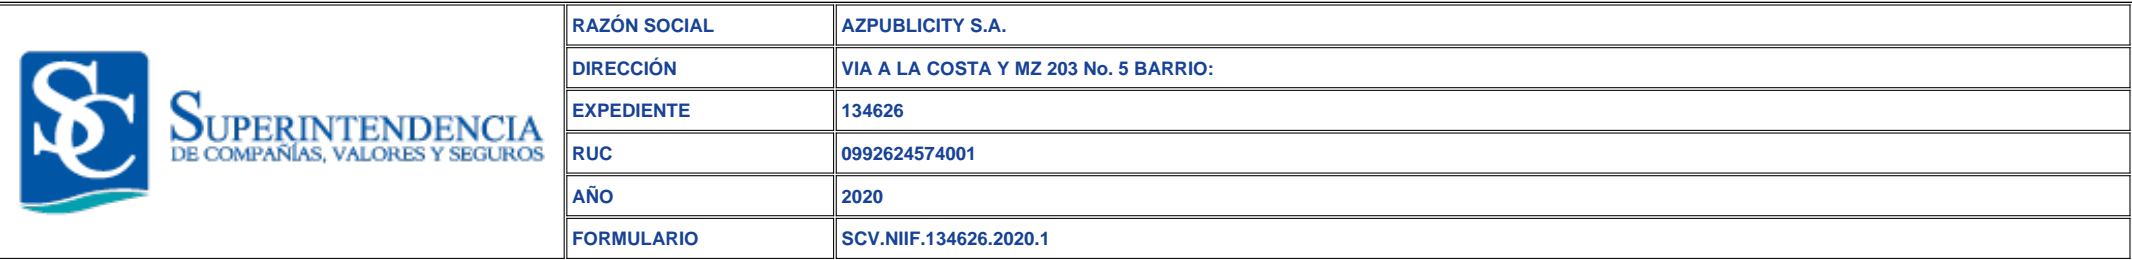 SC
SUPERINTENDENCIA
DE COMPAÑÍAS, VALORES Y SEGUROS
RAZÓN SOCIAL AZPUBLICITY S.A.
DIRECCIÓN VIA A LA COSTA Y MZ 203 No. 5 BARRIO:
EXPEDIENTE 134626
RUC 0992624574001
AÑO 2020
FORMULARIO SCV.NIIF.134626.2020.1